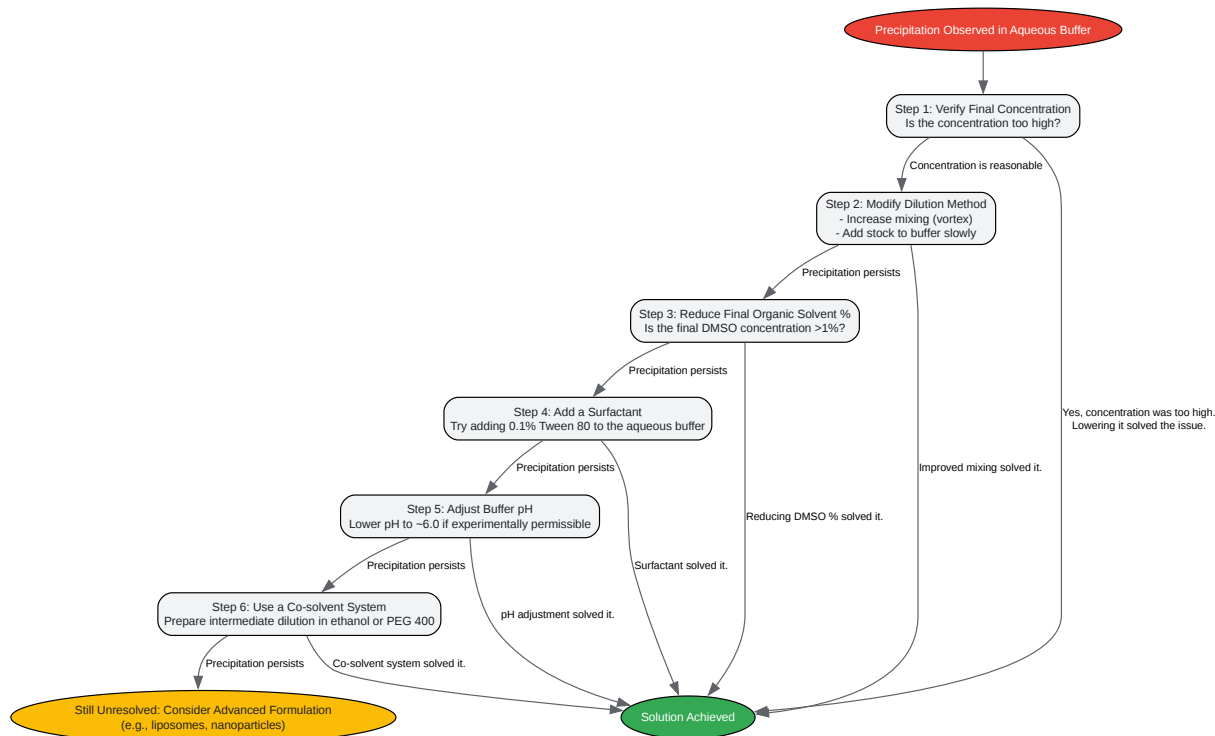 Precipitation Observed in Aqueous Buffer
Step 1: Verify Final Concentration
Is the concentration too high?
Concentration is reasonable
Step 2: Modify Dilution Method
- Increase mixing (vortex)
- Add stock to buffer slowly
Precipitation persists
Step 3: Reduce Final Organic Solvent %
Is the final DMSO concentration >1%?
Precipitation persists
Step 4: Add a Surfactant
Try adding 0.1% Tween 80 to the aqueous buffer
Yes, concentration was too high.
Lowering it solved the issue.
Precipitation persists
Improved mixing solved it.
Step 5: Adjust Buffer pH
Lower pH to ~6.0 if experimentally permissible
Reducing DMSO % solved it.
Precipitation persists
Surfactant solved it.
Step 6: Use a Co-solvent System
Prepare intermediate dilution in ethanol or PEG 400
pH adjustment solved it.
Precipitation persists
Co-solvent system solved it.
Still Unresolved: Consider Advanced Formulation
(e.g., liposomes, nanoparticles)
Solution Achieved